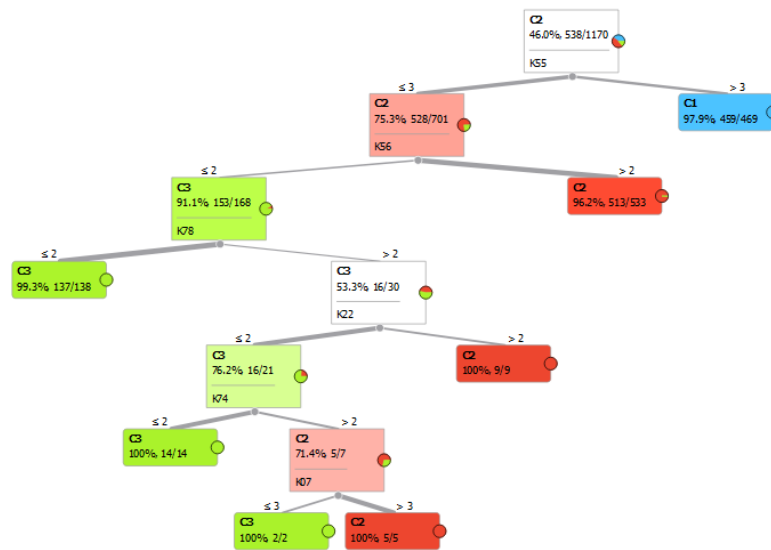 C2
46.0%, 538/1170
K55
≤ 3
> 3
C2
75.3%, 528/701
K56
C1
97.9%, 459/469
≤ 2
> 2
C3
91.1%, 153/168
K78
C2
96.2%, 513/533
≤ 2
> 2
C3
99.3%, 137/138
C3
53.3%, 16/30
K22
≤ 2
> 2
C3
76.2%, 16/21
K74
C2
100%, 9/9
≤ 2
> 2
C3
100%, 14/14
C2
71.4%, 5/7
K07
≤ 3
> 3
C3
100%, 2/2
C2
100%, 5/5